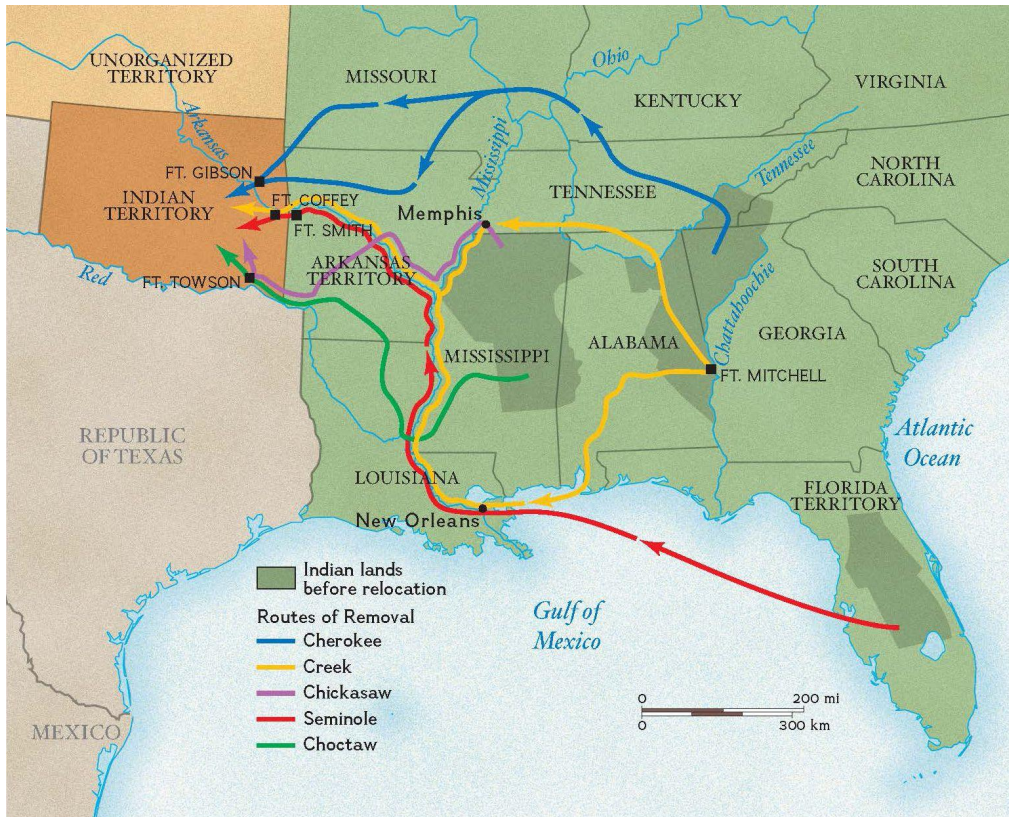 UNORGANIZED
TERRITORY
MISSOURI
Ohio
KENTUCKY
VIRGINIA
Arkansas
Mississippi
Tennessee
FT. GIBSON
INDIAN
TERRITORY
FT. COFFEY
FT. SMITH
Memphis
TENNESSEE
NORTH
CAROLINA
Red
FT. TOWSON
ARKANSAS
TERRITORY
SOUTH
CAROLINA
Chattahoochie
MISSISSIPPI
ALABAMA
GEORGIA
FT. MITCHELL
REPUBLIC
OF TEXAS
Atlantic
Ocean
LOUISIANA
New Orleans
FLORIDA
TERRITORY
Gulf of
Mexico
MEXICO
Indian lands
before relocation
Routes of Removal
Cherokee
Creek
Chickasaw
Seminole
Choctaw
0 200 mi
0 300 km